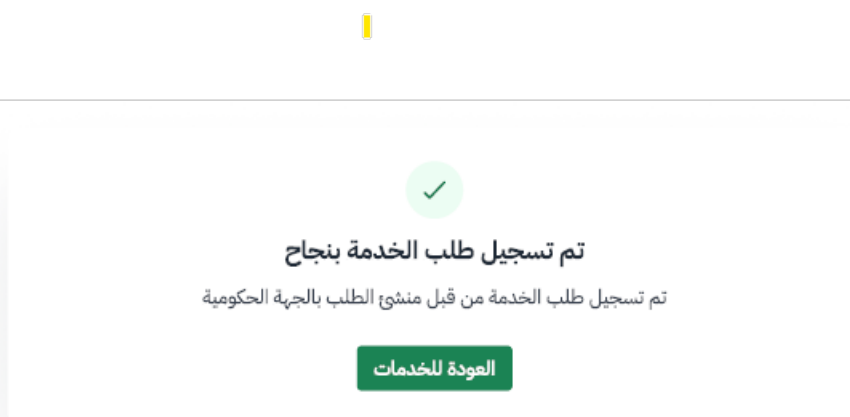 تم تسجيل طلب الخدمة بنجاح
تم تسجيل طلب الخدمة من قبل منشئ الطلب بالجهة الحكومية
العودة للخدمات